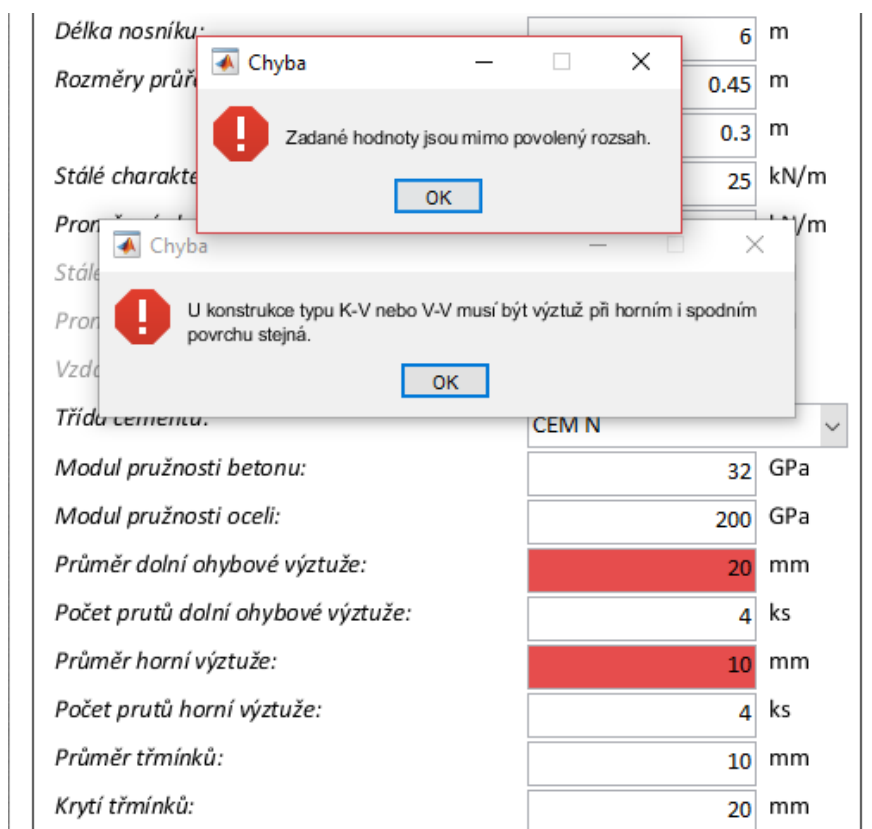 Délka nosníku: 6 m
Chyba
Rozměry 0.45 m
Zadané hodnoty jsou mimo povolený rozsah.
0.3 m
Stálé 25 kN/m
OK
Chyba
U konstrukce typu K-V nebo V-V musí být výztuž při horním i spodním
povrchu stejná.
OK
Třída cementu:
CEM N
Modul pružnosti betonu: 32 GPa
Modul pružnosti oceli: 200 GPa
Průměr dolní ohybové výztuže: 20 mm
Počet prutů dolní ohybové výztuže: 4 ks
Průměr horní výztuže: 10 mm
Počet prutů horní výztuže: 4 ks
Průměr třmínků: 10 mm
Krytí třmínků: 20 mm